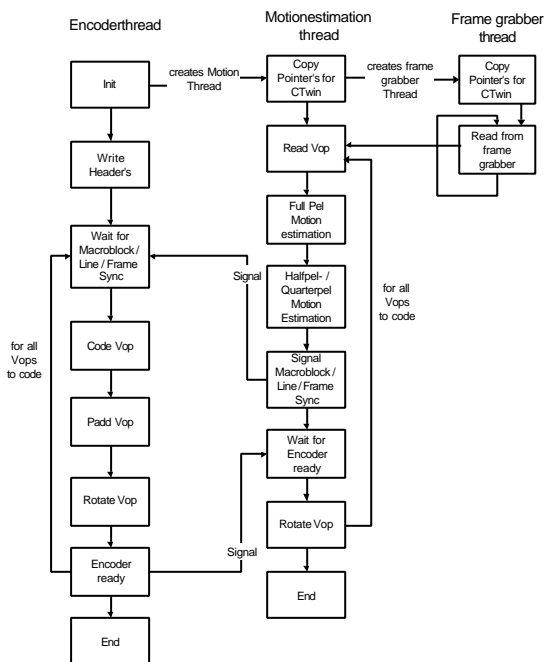 Encoderthread
Motionestimation
thread
Frame grabber
thread
Init
creates Motion
Thread
Copy
Pointer's for
CTwin
creates frame
grabber
Thread
Copy
Pointer's for
CTwin
Write
Header's
Read Vop
Read from
frame
grabber
Full Pel
Motion
estimation
Wait for
Macroblock /
Line / Frame
Sync
Signal
Halfpel- /
Quarterpel
Motion
Estimation
for all
Vops
to code
for all
Vops
to code
Code Vop
Signal
Macroblock /
Line / Frame
Sync
Padd Vop
Wait for
Encoder
ready
Rotate Vop
Rotate Vop
Signal
Encoder
ready
End
End